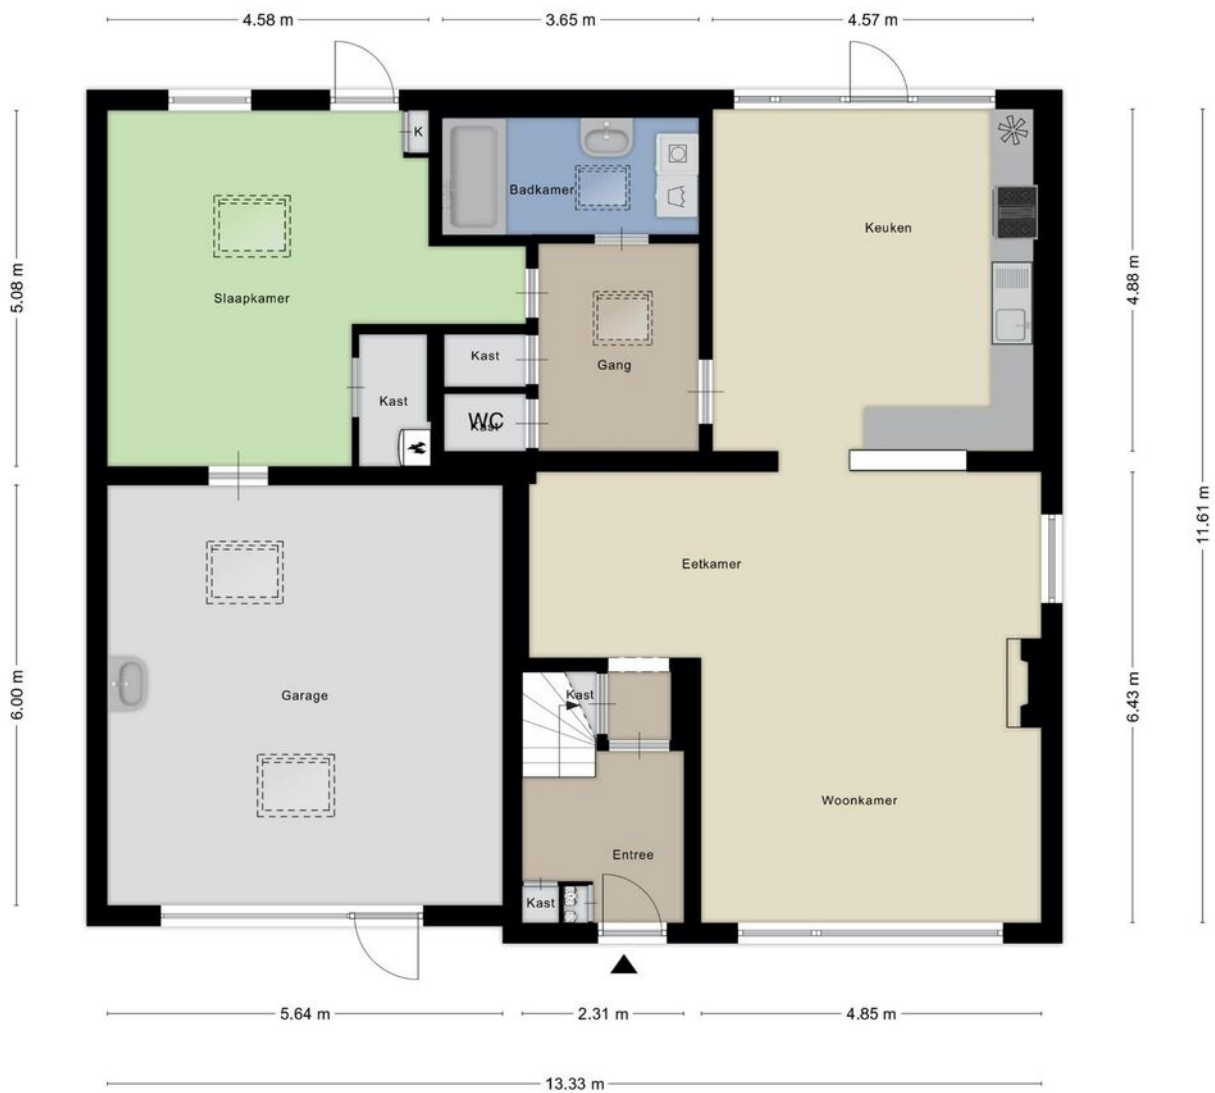 4.58 m
3.65 m
4.57 m
K
Badkamer
Keuken
Slaapkamer
5.08 m
4.88 m
Kast
Gang
Kast
WC
Kast
11.61 m
Eetkamer
6.00 m
Garage
Kast
6.43 m
Woonkamer
Entree
Kast
5.64 m
2.31 m
4.85 m
13.33 m